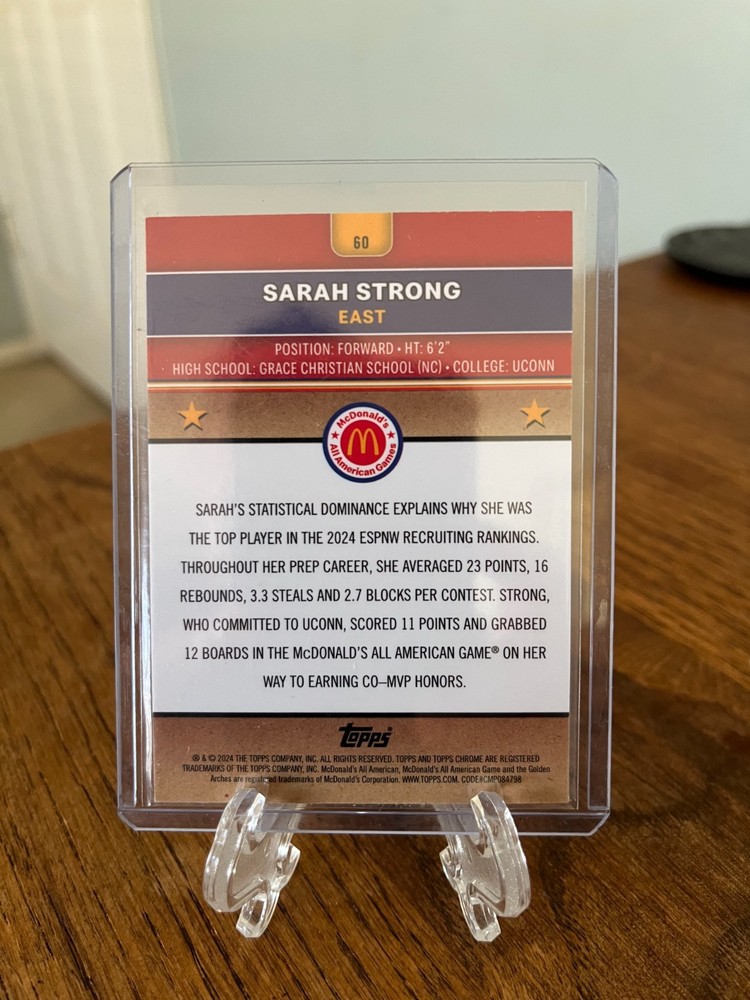 60
SARAH STRONG
EAST
POSITION: FORWARD • HT: 6'2"
HIGH SCHOOL: GRACE CHRISTIAN SCHOOL (NC) • COLLEGE: UCONN
McDonald's
All American Games
SARAH'S STATISTICAL DOMINANCE EXPLAINS WHY SHE WAS
THE TOP PLAYER IN THE 2024 ESPNW RECRUITING RANKINGS.
THROUGHOUT HER PREP CAREER, SHE AVERAGED 23 POINTS, 16
REBOUNDS, 3.3 STEALS AND 2.7 BLOCKS PER CONTEST. STRONG,
WHO COMMITTED TO UCONN, SCORED 11 POINTS AND GRABBED
12 BOARDS IN THE McDONALD'S ALL AMERICAN GAME® ON HER
WAY TO EARNING CO–MVP HONORS.
topps
® & © 2024 THE TOPPS COMPANY, INC. ALL RIGHTS RESERVED. TOPPS AND TOPPS CHROME ARE REGISTERED
TRADEMARKS OF THE TOPPS COMPANY, INC. McDonald's All American, McDonald's All American Game and the Golden
Arches are registered trademarks of McDonald's Corporation. WWW.TOPPS.COM. CODE#CMP084798